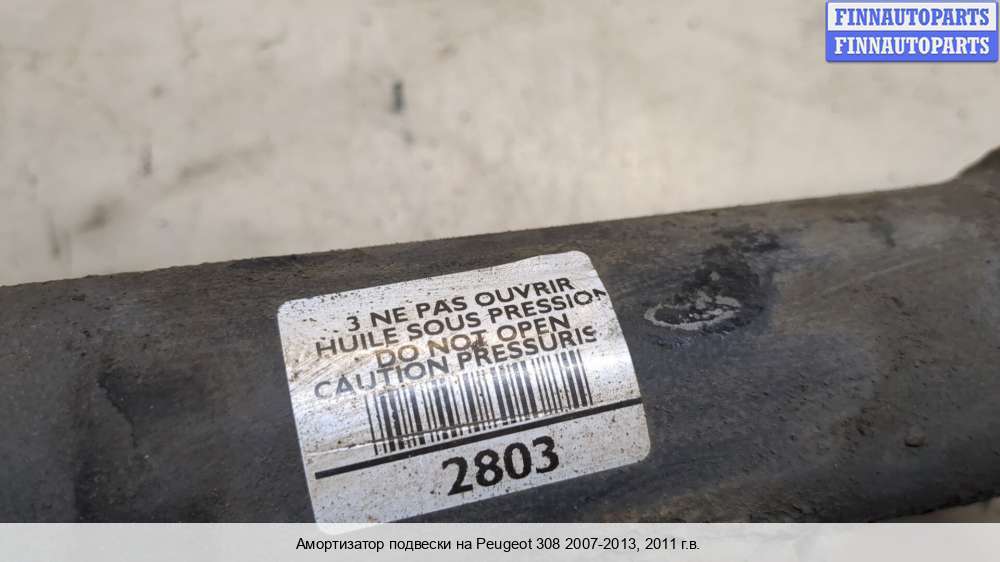 FINNAUTOPARTS
FINNAUTOPARTS
3 NE PAS OUVRIR
HUILE SOUS PRESSION
DO NOT OPEN
CAUTION PRESSURIS
2803
Амортизатор подвески на Peugeot 308 2007-2013, 2011 г.в.